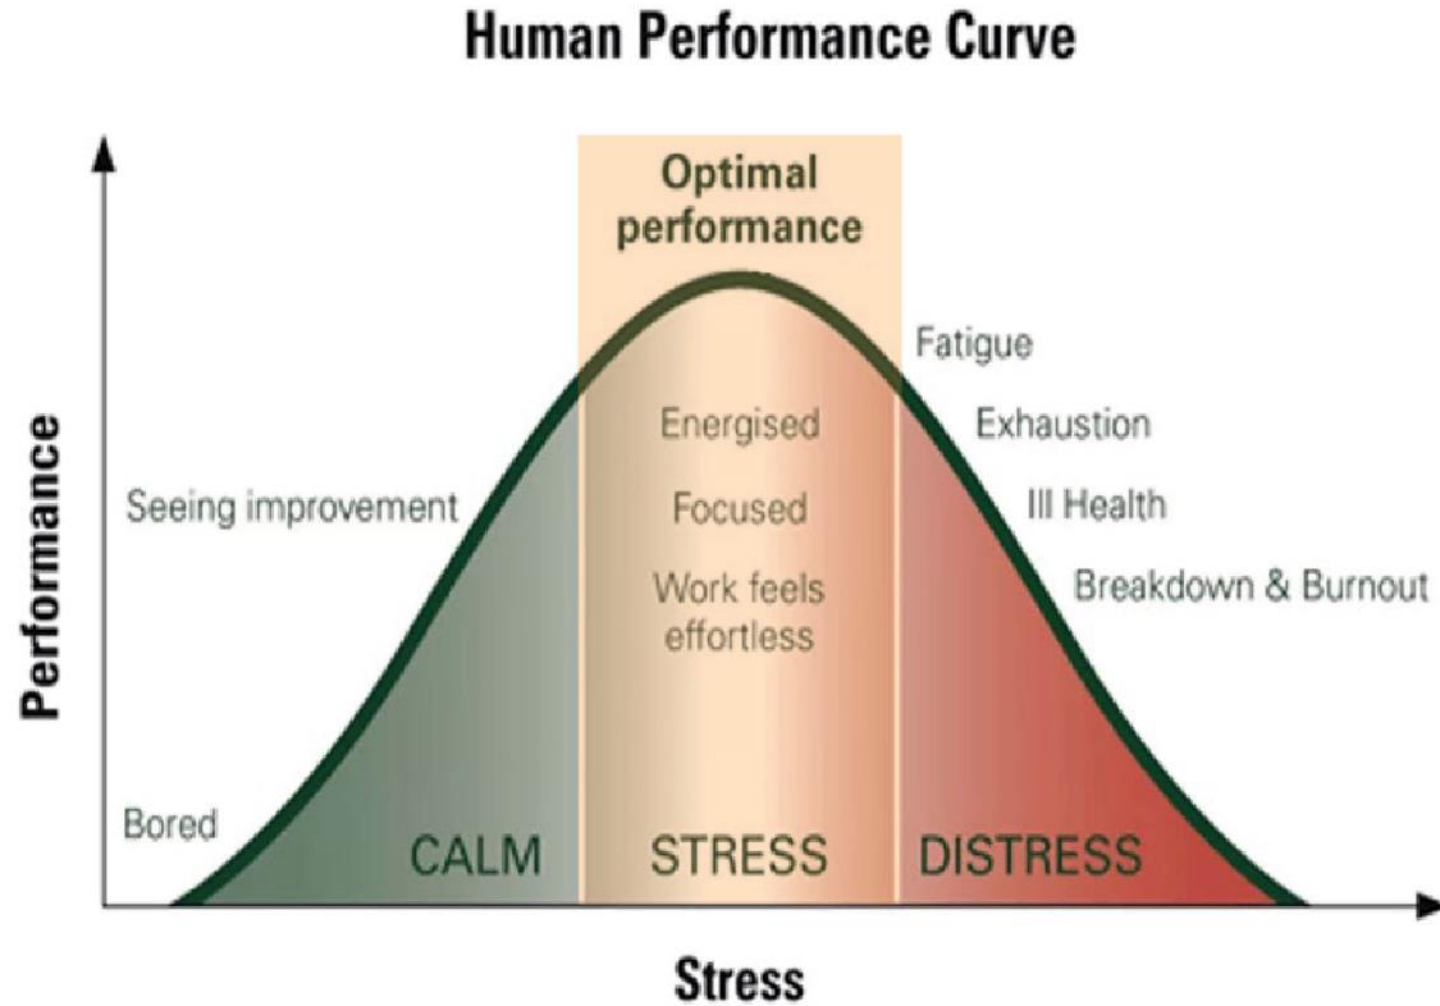 Human Performance Curve
Optimal
performance
Fatigue
Energised
Exhaustion
Seeing improvement
Focused
Ill Health
Work feels
effortless
Breakdown & Burnout
Bored
CALM
STRESS
DISTRESS
Performance
Stress